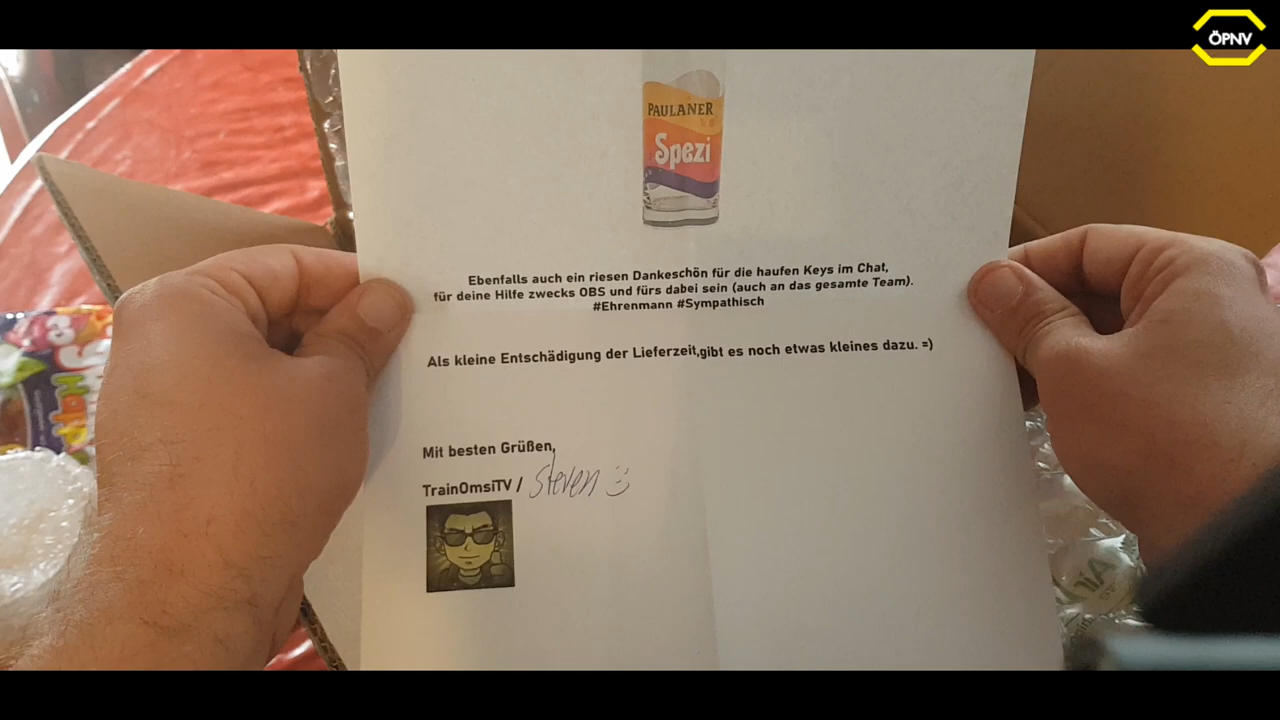 ÖPNV
PAULANER
Spezi
Ebenfalls auch ein riesen Dankeschön für die haufen Keys im Chat,
für deine Hilfe zwecks OBS und fürs dabei sein (auch an das gesamte Team).
#Ehrenmann #Sympathisch
Als kleine Entschädigung der Lieferzeit,gibt es noch etwas kleines dazu. =)
Mit besten Grüßen,
TrainOmsiTV / Steven